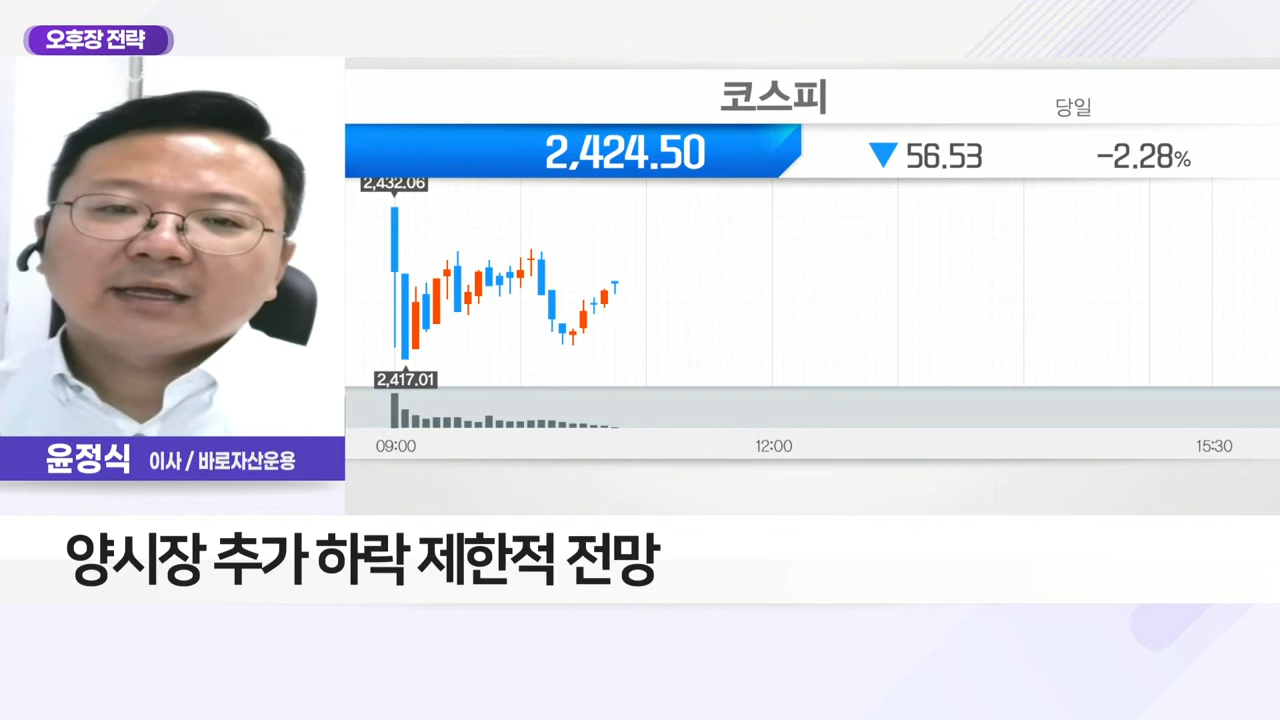 오후장 전략
코스피
당일
2,424.50
▼ 56.53
-2.28%
2,432.06
2,417.01
09:00
12:00
15:30
윤정식 이사 / 바로자산운용
양시장 추가 하락 제한적 전망